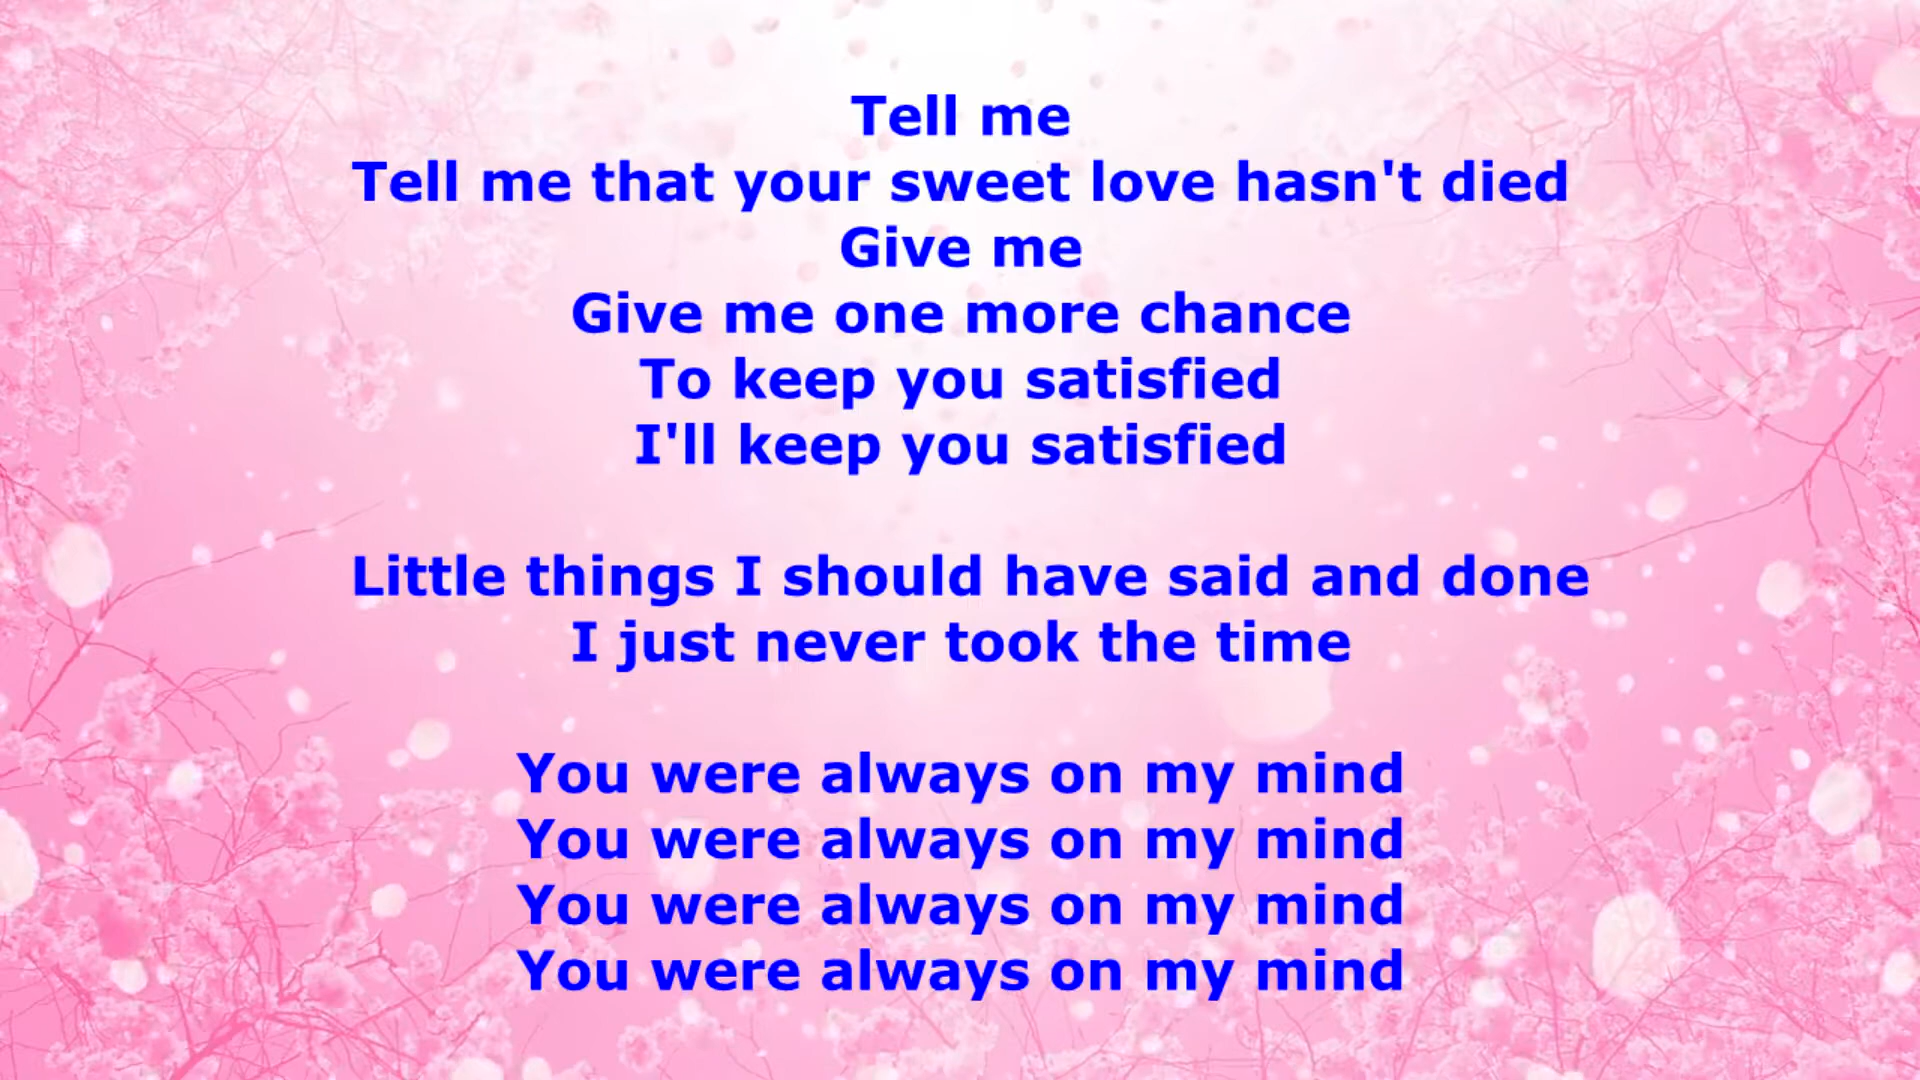 Tell me
Tell me that your sweet love hasn't died
Give me
Give me one more chance
To keep you satisfied
I'll keep you satisfied
Little things I should have said and done
I just never took the time
You were always on my mind
You were always on my mind
You were always on my mind
You were always on my mind